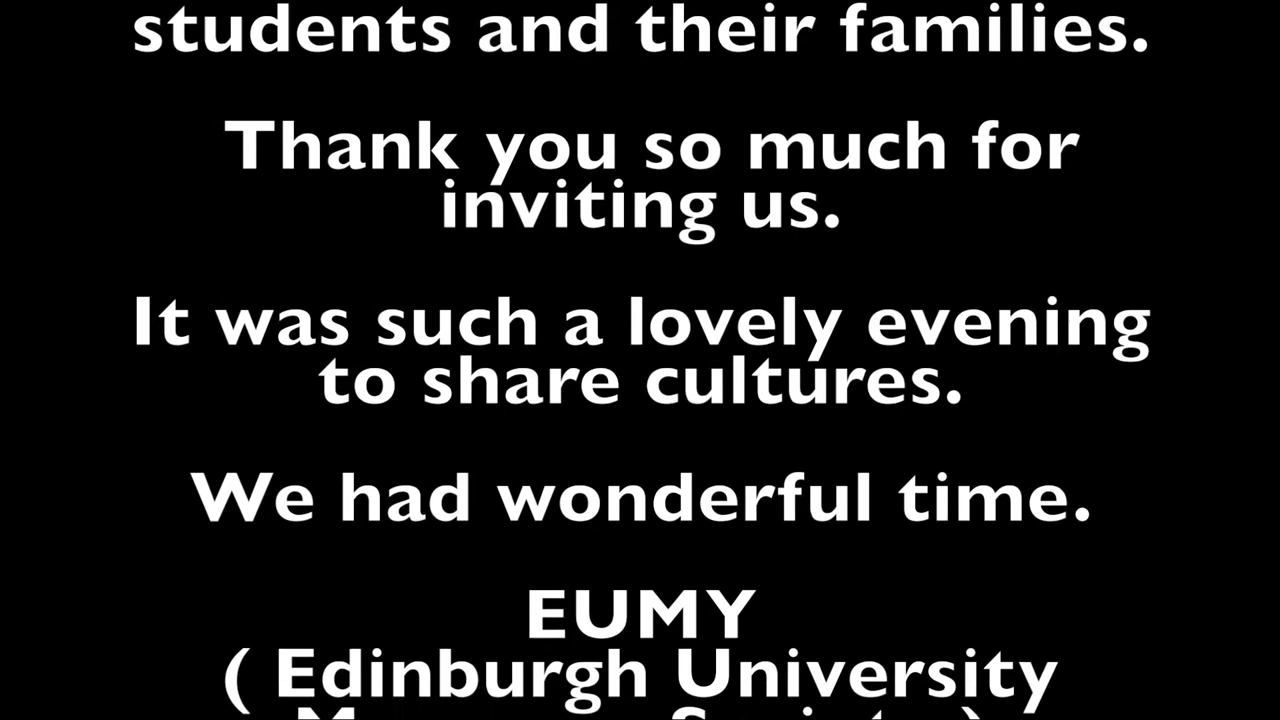 students and their families.
Thank you so much for
inviting us.
It was such a lovely evening
to share cultures.
We had wonderful time.
EUMY
( Edinburgh University